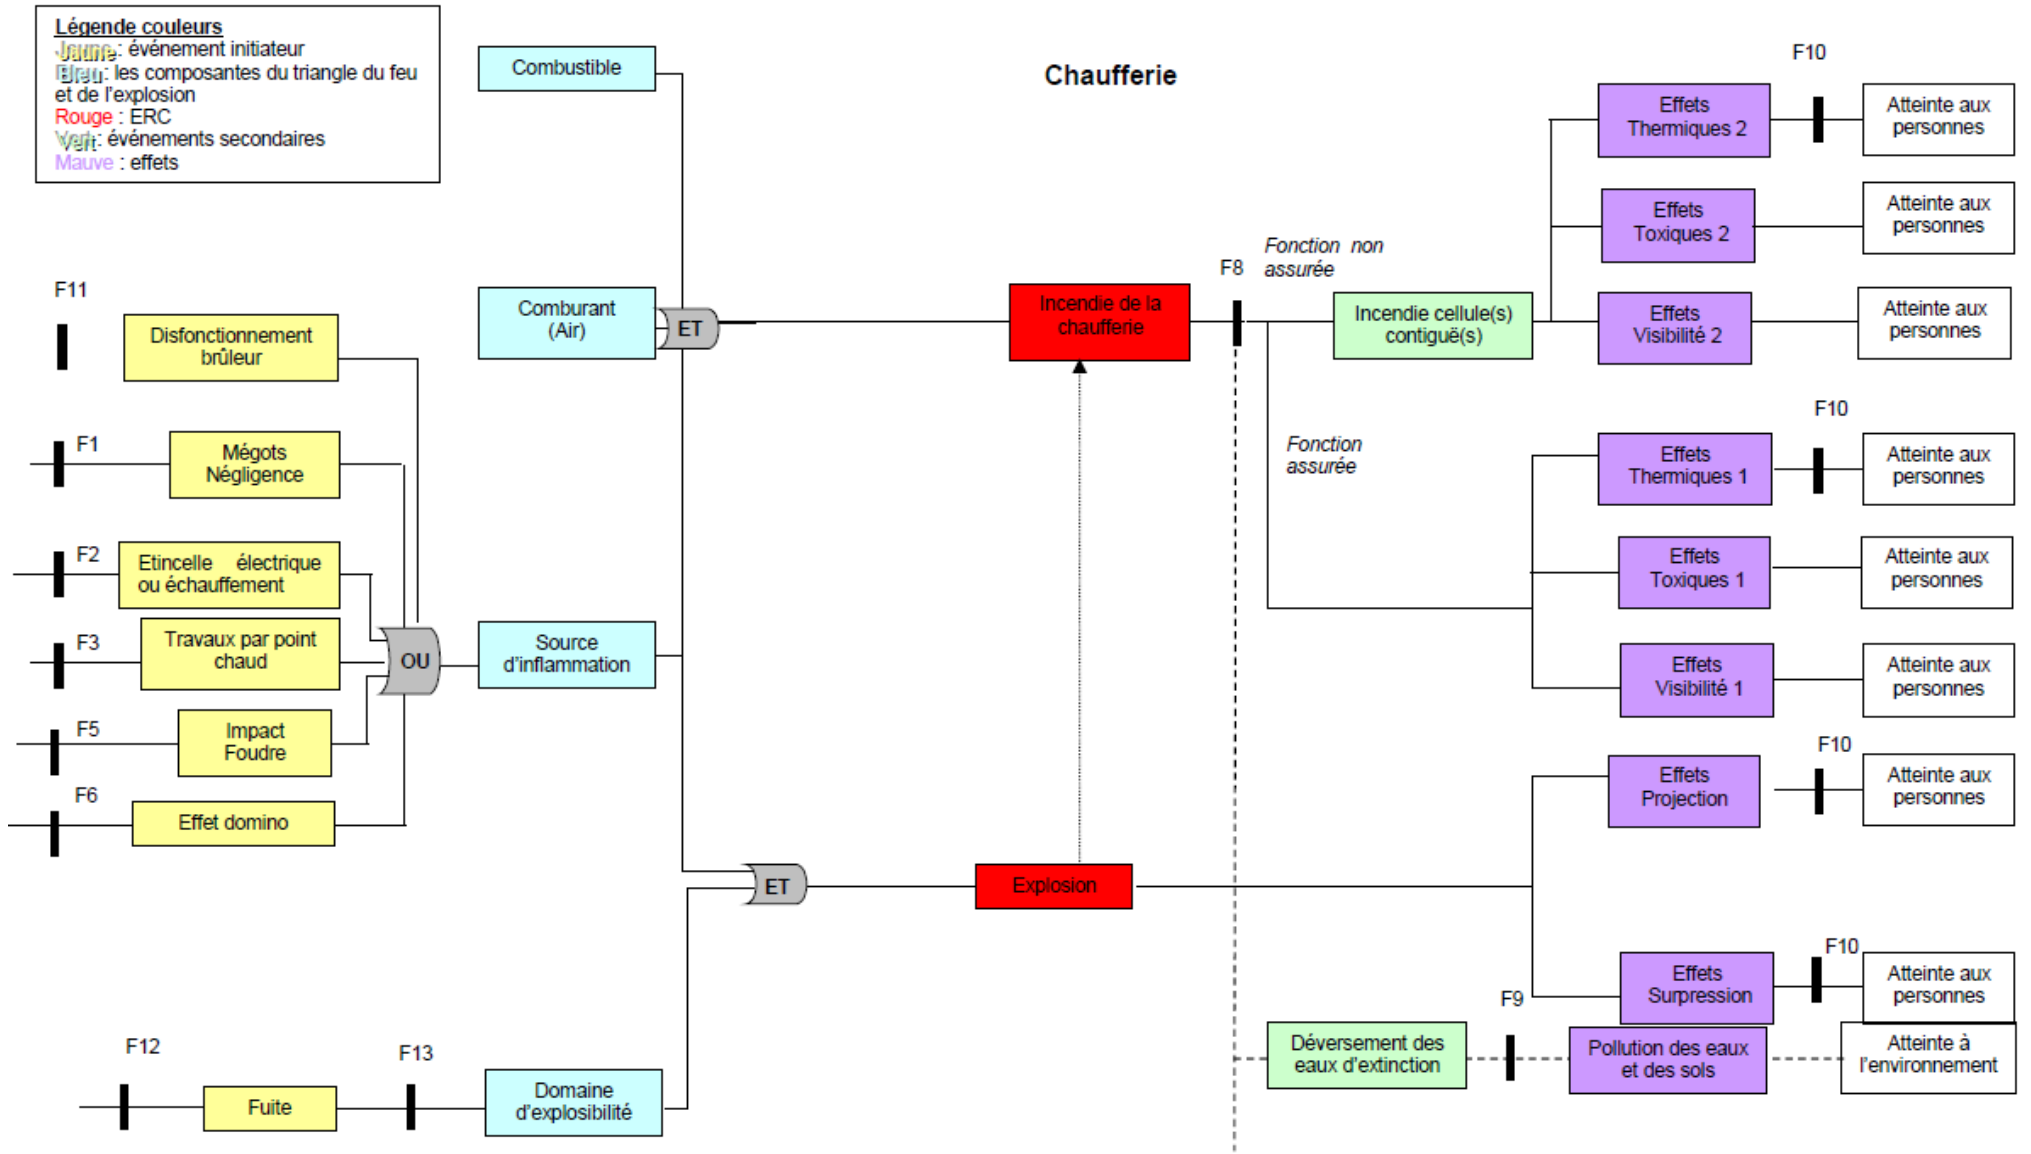 Légende couleurs
Jaune : événement initiateur
Bleu : les composantes du triangle du feu
et de l'explosion
Rouge : ERC
Vert : événements secondaires
Mauve : effets
Chaufferie
Combustible
Comburant
(Air)
ET
F11
Disfonctionnement
brûleur
F1
Mégots
Négligence
F2
Etincelle électrique
ou échauffement
F3
Travaux par point
chaud
F5
Impact
Foudre
F6
Effet domino
OU
Source
d'inflammation
F12
Fuite
F13
Domaine
d'explosibilité
ET
Incendie de la
chaufferie
Explosion
F8
Fonction non
assurée
Fonction
assurée
Incendie cellule(s)
contiguë(s)
Effets
Thermiques 2
F10
Atteinte aux
personnes
Effets
Toxiques 2
Atteinte aux
personnes
Effets
Visibilité 2
Atteinte aux
personnes
Effets
Thermiques 1
F10
Atteinte aux
personnes
Effets
Toxiques 1
Atteinte aux
personnes
Effets
Visibilité 1
Atteinte aux
personnes
Effets
Projection
F10
Atteinte aux
personnes
Effets
Surpression
F10
Atteinte aux
personnes
Déversement des
eaux d'extinction
F9
Pollution des eaux
et des sols
Atteinte à
l'environnement